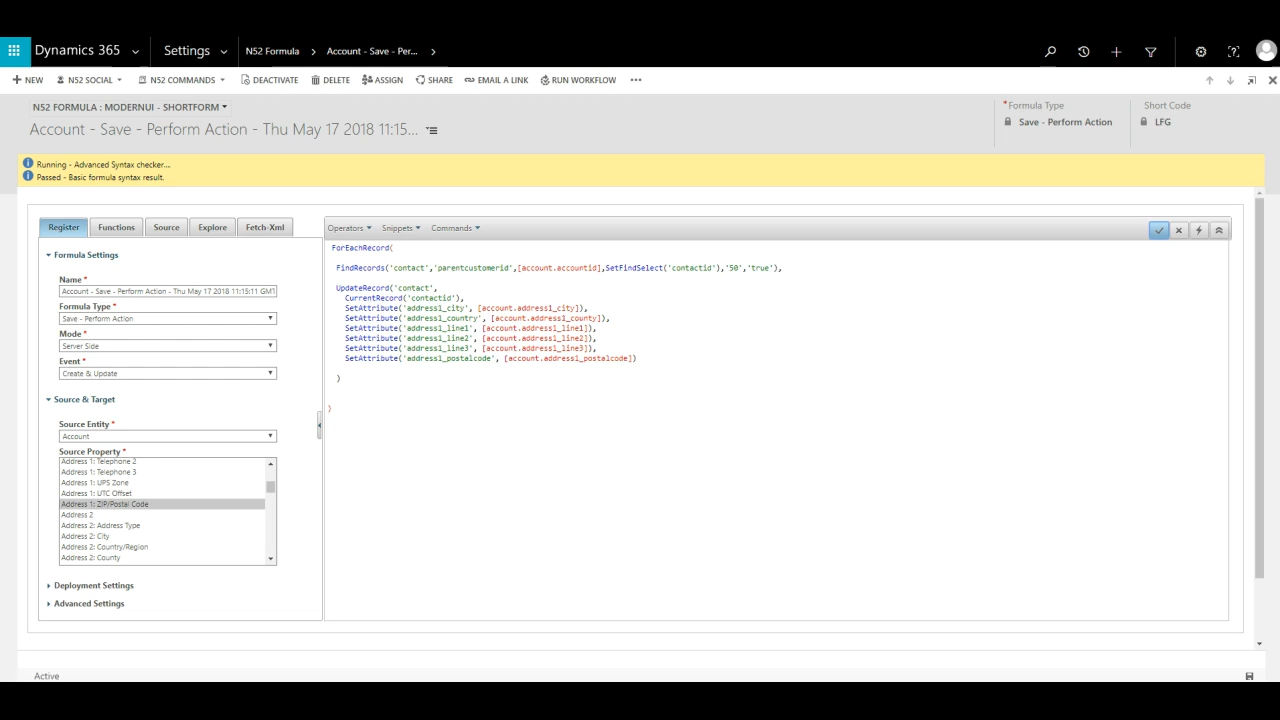 Dynamics 365 Settings N52 Formula Account - Save - Per...
NEW N52 SOCIAL N52 COMMANDS DEACTIVATE DELETE ASSIGN SHARE EMAIL A LINK RUN WORKFLOW
N52 FORMULA : MODERNUI - SHORTFORM
Account - Save - Perform Action - Thu May 17 2018 11:15...
*Formula Type
Save - Perform Action
Short Code
LFG
Running - Advanced Syntax checker....
Passed - Basic formula syntax result.
Register Functions Source Explore Fetch-Xml
Formula Settings
Name *
Account - Save - Perform Action - Thu May 17 2018 11:15:11 GMT
Formula Type *
Save - Perform Action
Mode *
Server Side
Event *
Create & Update
Source & Target
Source Entity *
Account
Source Property *
Address 1: Telephone 2
Address 1: Telephone 3
Address 1: UPS Zone
Address 1: UTC Offset
Address 1: ZIP/Postal Code
Address 2
Address 2: Address Type
Address 2: City
Address 2: Country/Region
Address 2: County
Deployment Settings
Advanced Settings
Operators Snippets Commands
ForEachRecord(
FindRecords('contact','parentcustomerid',[account.accountid],SetFindSelect('contactid'),'50','true'),
UpdateRecord('contact',
CurrentRecord('contactid'),
SetAttribute('address1_city', [account.address1_city]),
SetAttribute('address1_country', [account.address1_county]),
SetAttribute('address1_line1', [account.address1_line1]),
SetAttribute('address1_line2', [account.address1_line2]),
SetAttribute('address1_line3', [account.address1_line3]),
SetAttribute('address1_postalcode', [account.address1_postalcode])
)
)
Active